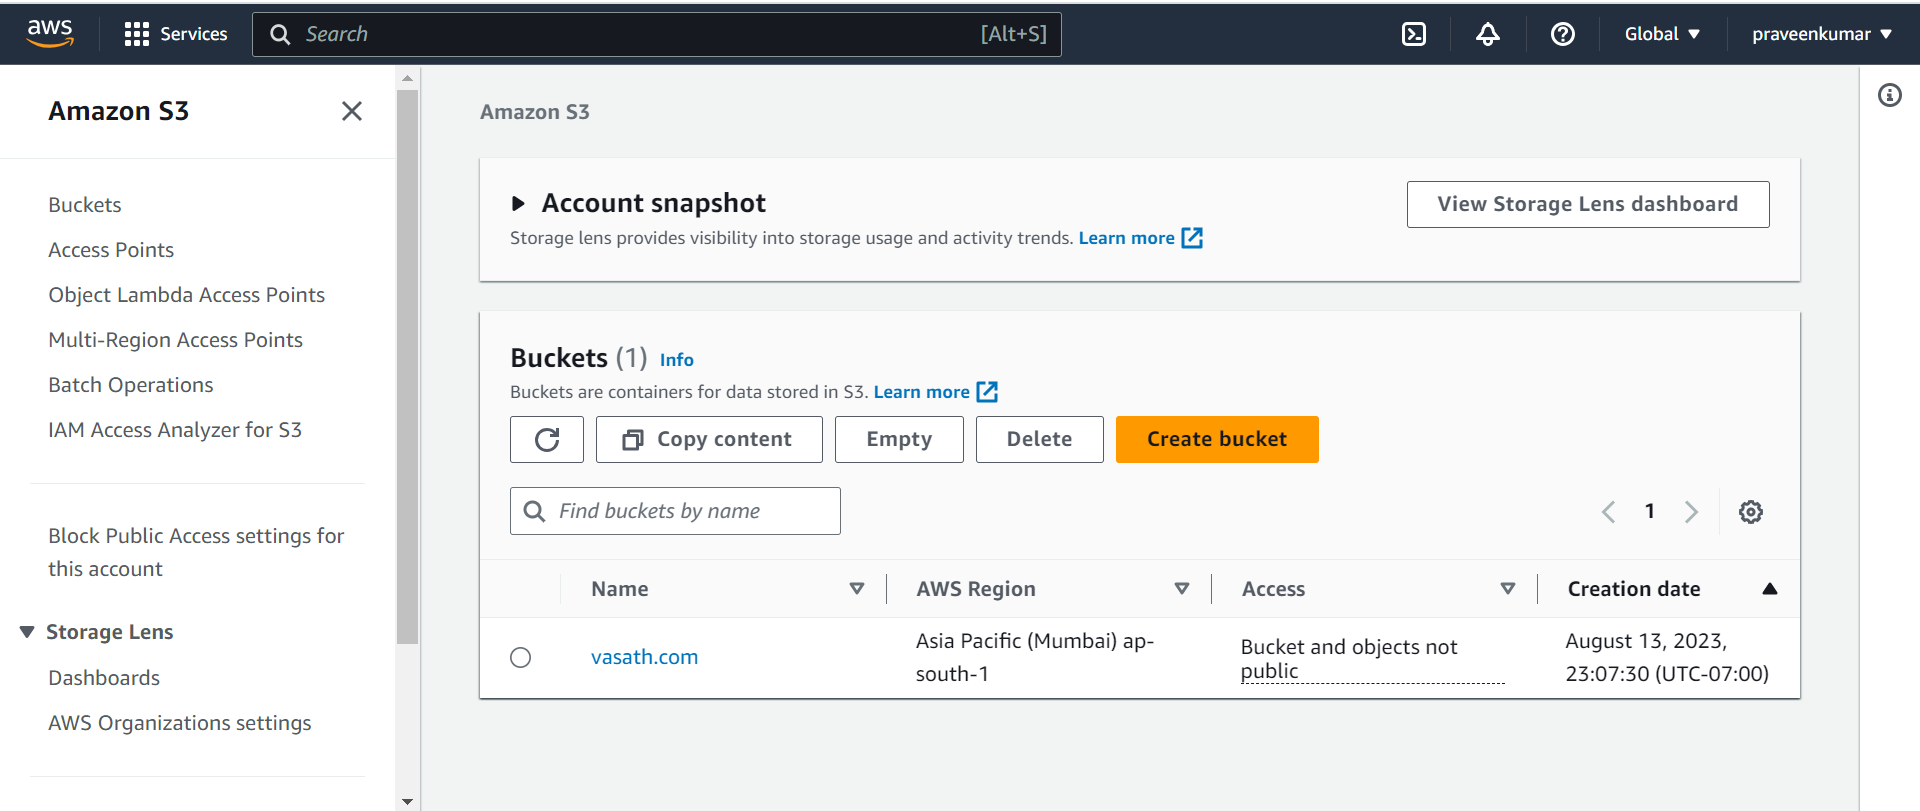 aws
Services
Search [Alt+S]
Global
praveenkumar
Amazon S3
Buckets
Access Points
Object Lambda Access Points
Multi-Region Access Points
Batch Operations
IAM Access Analyzer for S3
Block Public Access settings for
this account
Storage Lens
Dashboards
AWS Organizations settings
Amazon S3
Account snapshot
Storage lens provides visibility into storage usage and activity trends. Learn more
View Storage Lens dashboard
Buckets (1) Info
Buckets are containers for data stored in S3. Learn more
Copy content
Empty
Delete
Create bucket
Find buckets by name
1
Name
AWS Region
Access
Creation date
vasath.com
Asia Pacific (Mumbai) ap-
south-1
Bucket and objects not
public
August 13, 2023,
23:07:30 (UTC-07:00)